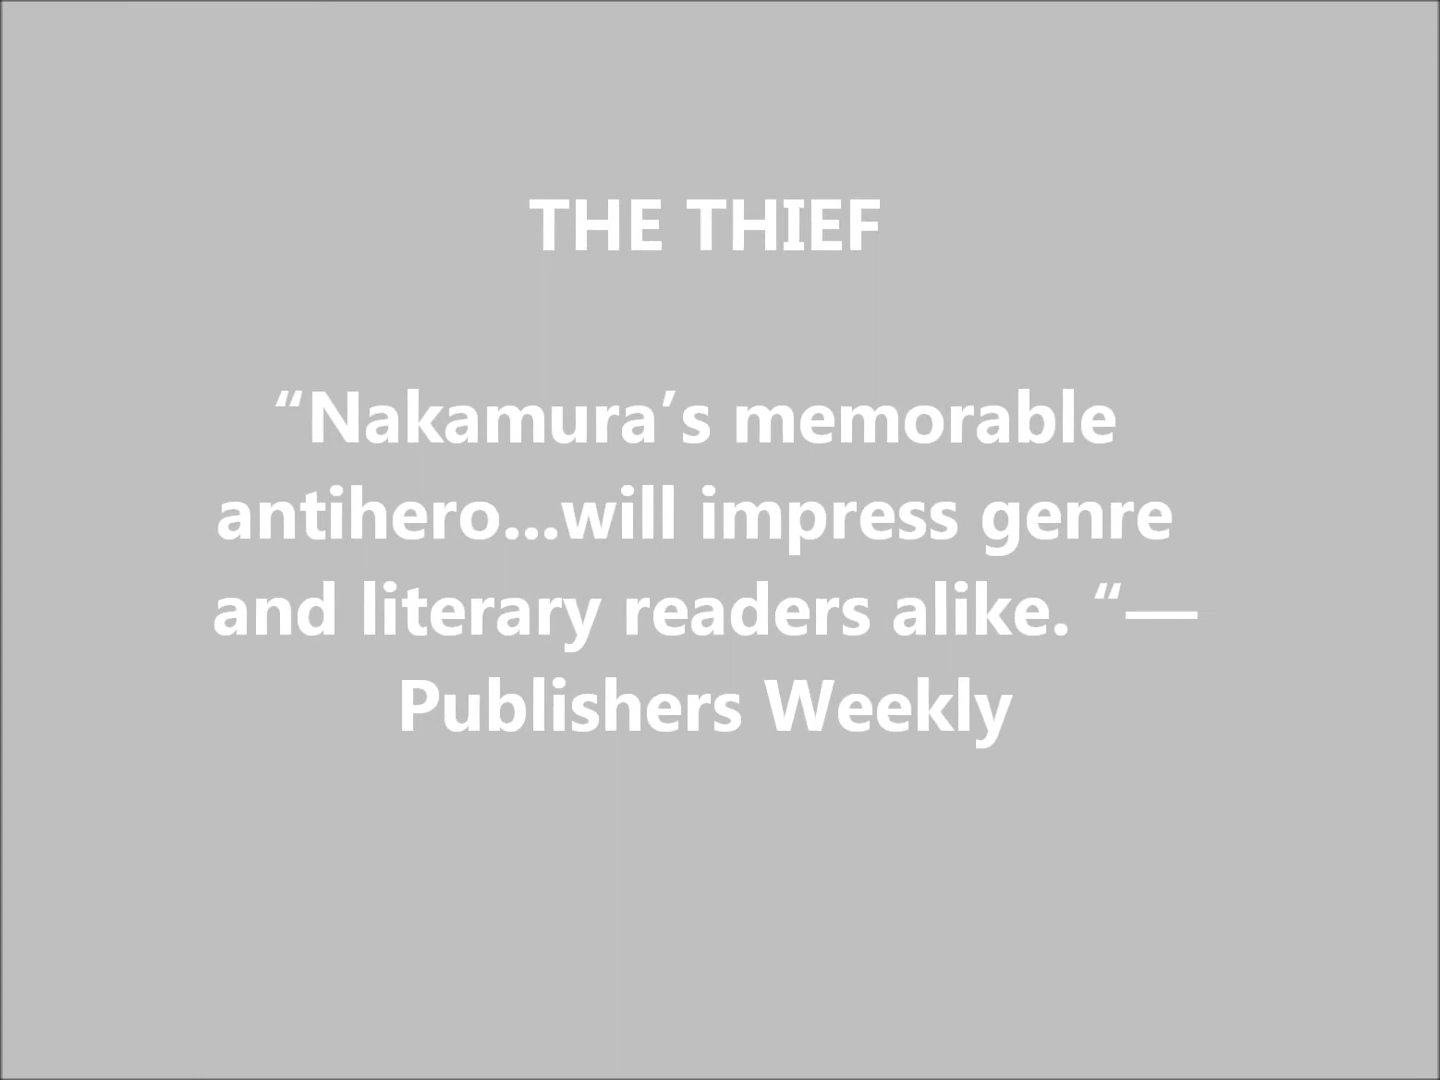 THE THIEF
“Nakamura’s memorable
antihero…will impress genre
and literary readers alike. “—
Publishers Weekly